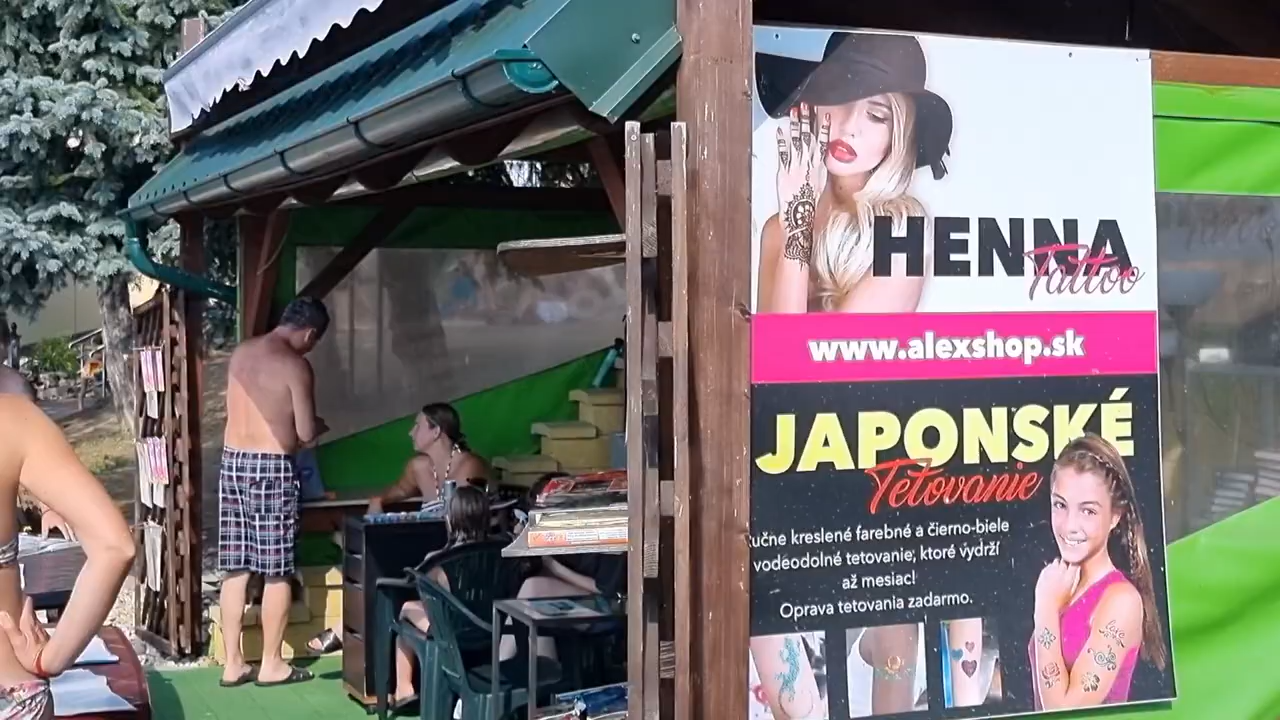 HENNA
Tattoo
www.alexshop.sk
JAPONSKÉ
Tetovanie
učne kreslené farebné a čierno-biele
vodeodolné tetovanie, ktoré vydrží
až mesiac!
Oprava tetovania zadarmo.